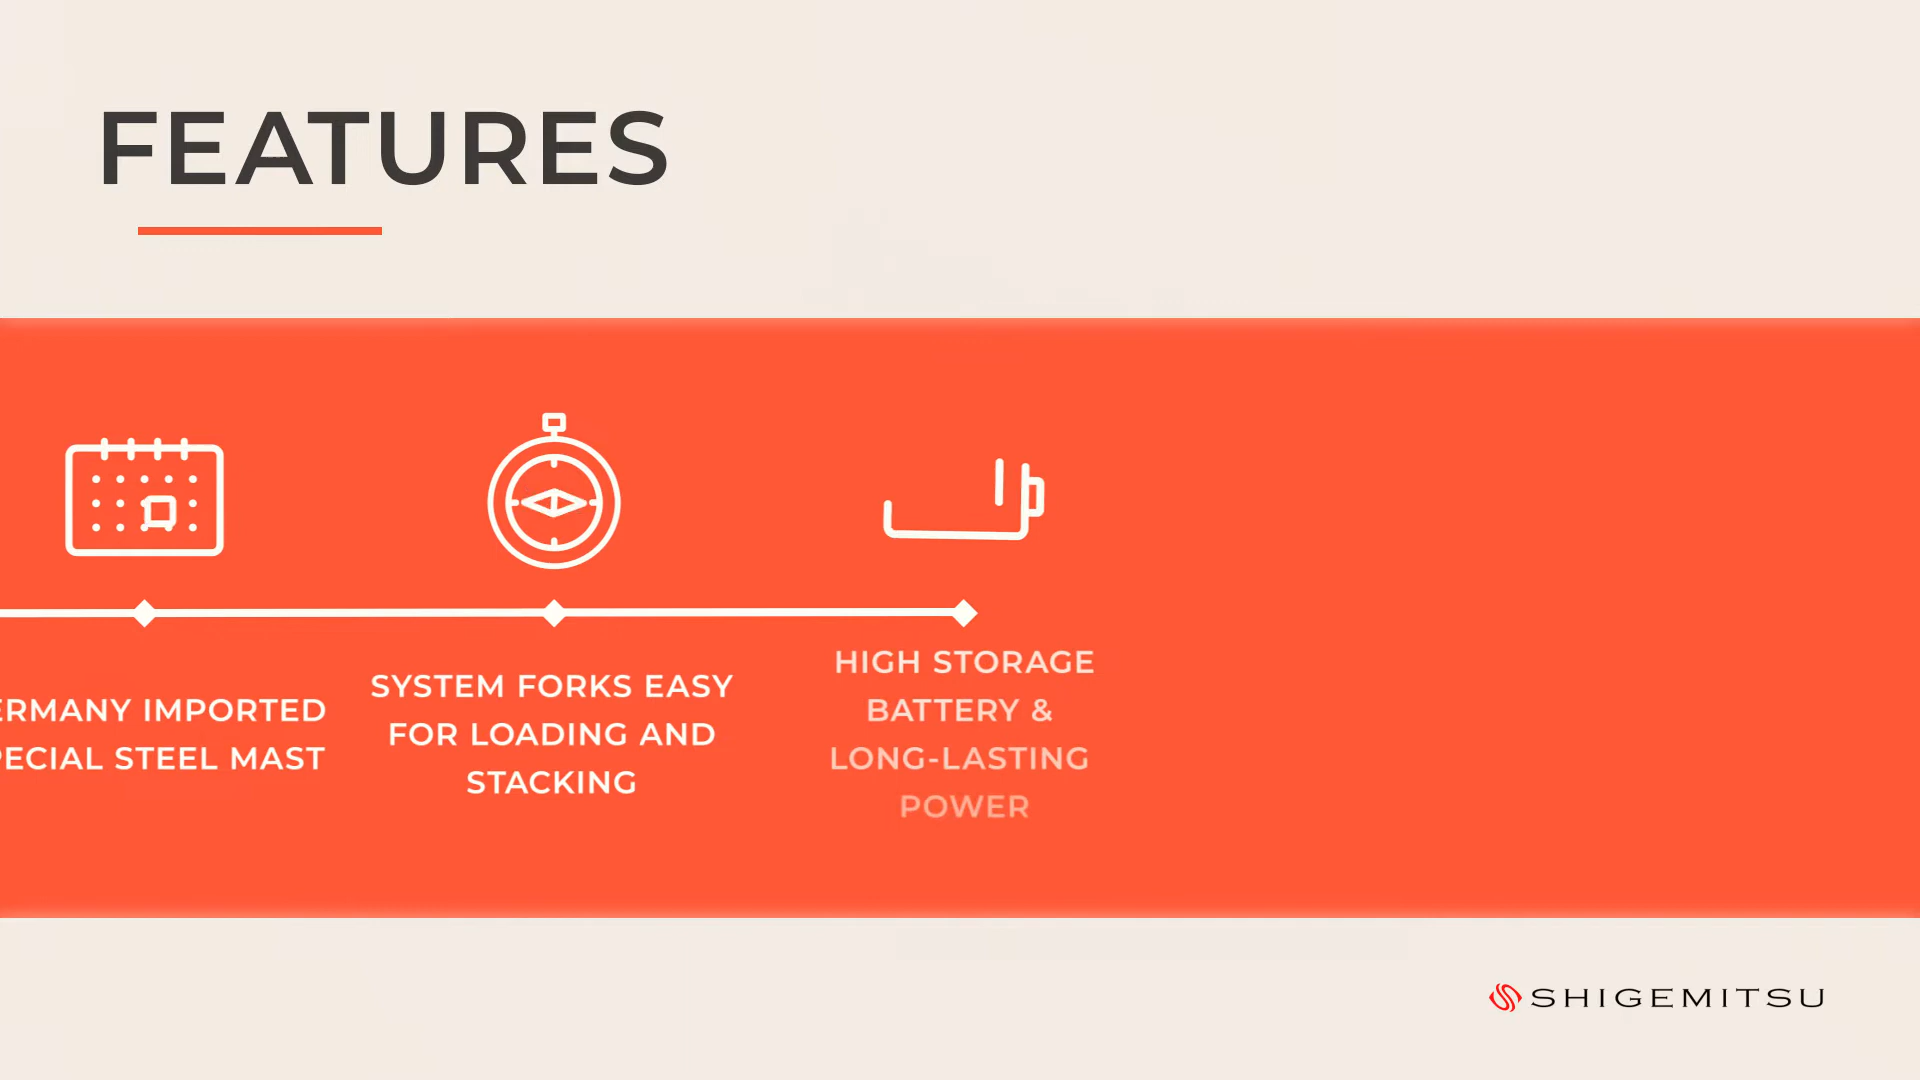 FEATURES
ERMANY IMPORTED
PECIAL STEEL MAST
SYSTEM FORKS EASY
FOR LOADING AND
STACKING
HIGH STORAGE
BATTERY &
LONG-LASTING
POWER
SHIGEMITSU